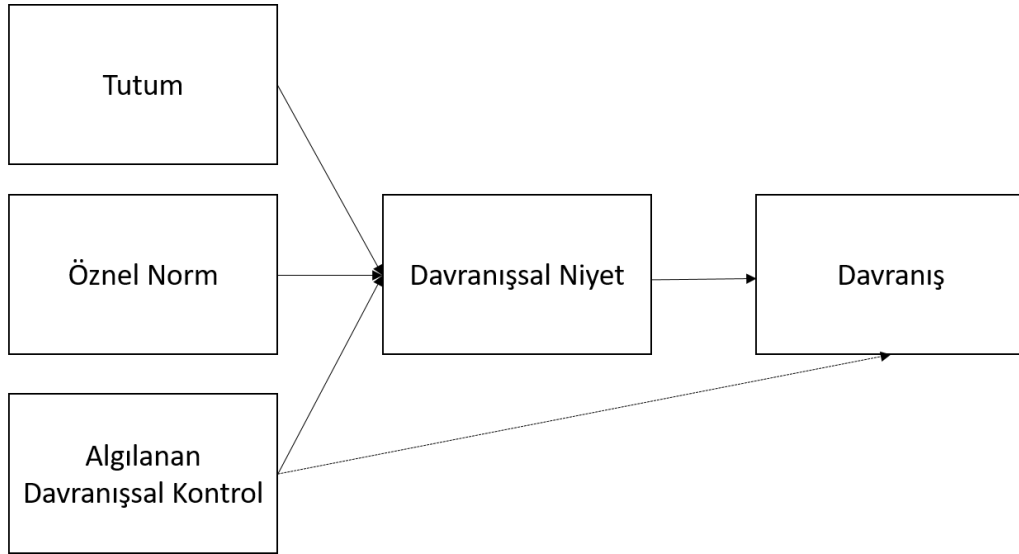 Tutum
Öznel Norm
Davranışsal Niyet
Davranış
Algılanan
Davranışsal Kontrol